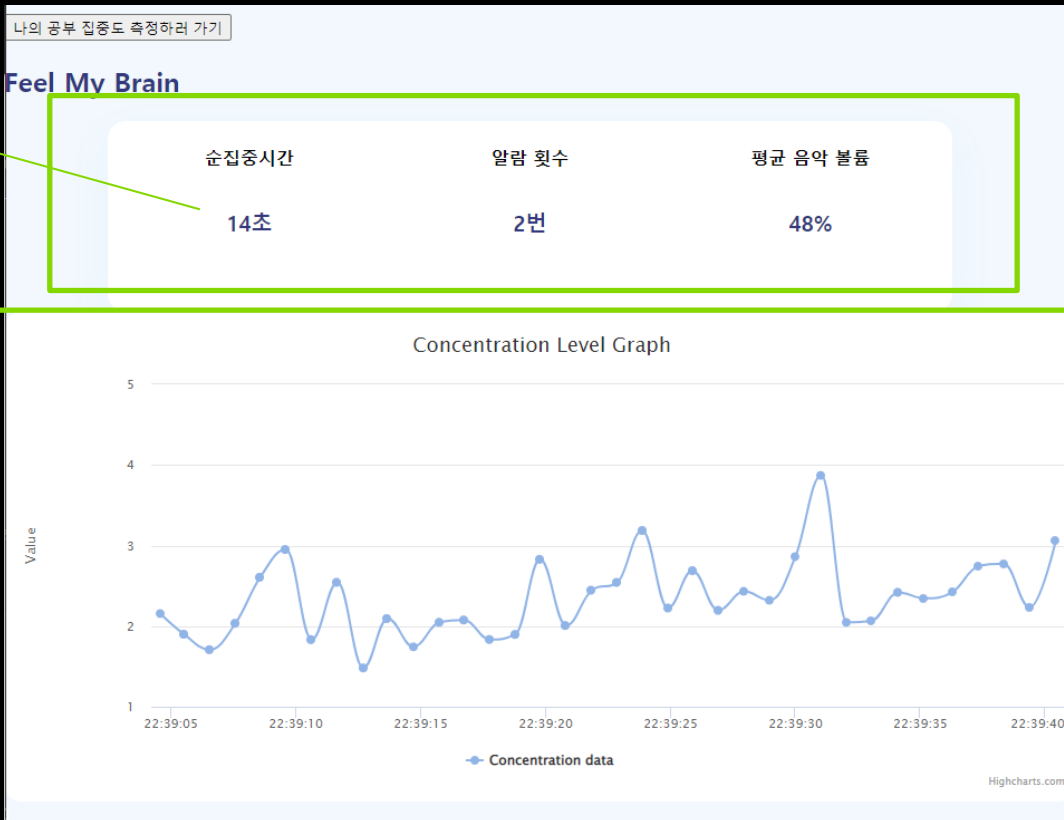 나의 공부 집중도 측정하러 가기
Feel My Brain
순집중시간 알람 횟수 평균 음악 볼륨
14초 2번 48%
Concentration Level Graph
5
4
3
2
1
Value
22:39:05 22:39:10 22:39:15 22:39:20 22:39:25 22:39:30 22:39:35 22:39:40
Concentration data
Highcharts.com